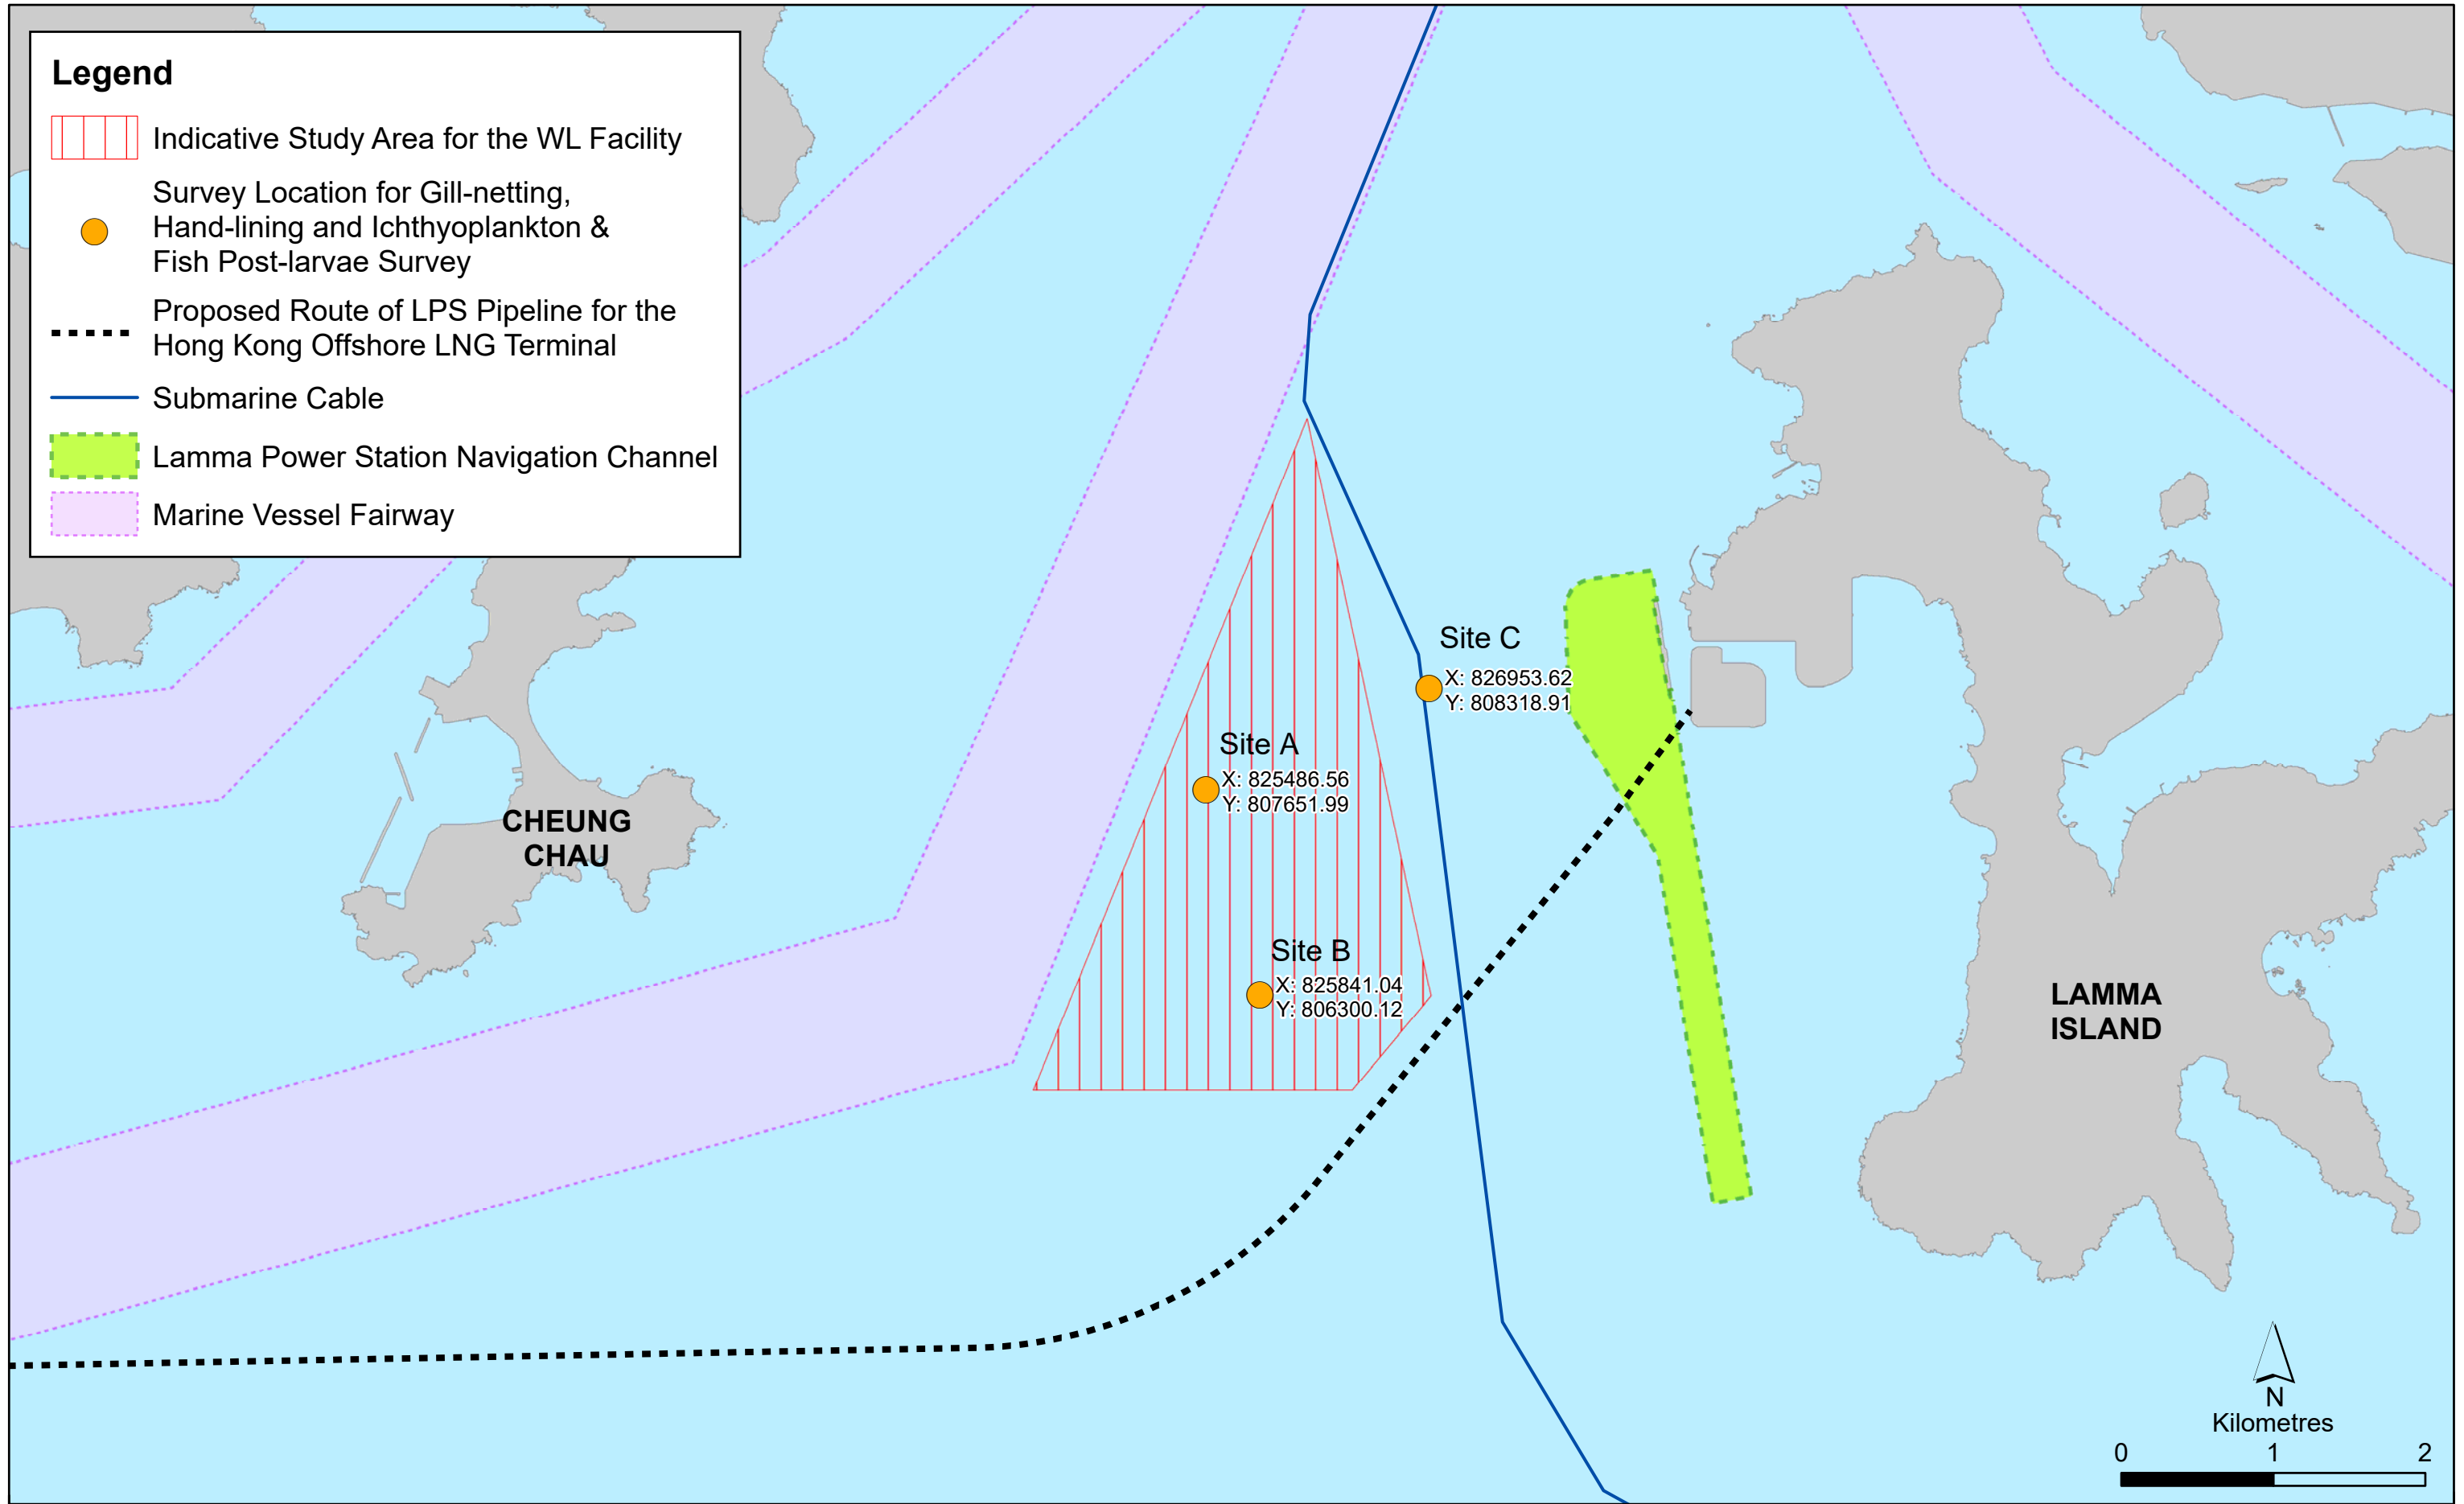 Legend
Indicative Study Area for the WL Facility
Survey Location for Gill-netting,
Hand-lining and Ichthyoplankton &
Fish Post-larvae Survey
Proposed Route of LPS Pipeline for the
Hong Kong Offshore LNG Terminal
Submarine Cable
Lamma Power Station Navigation Channel
Marine Vessel Fairway
Site C
X: 826953.62
Y: 808318.91
Site A
X: 825486.56
Y: 807651.99
CHEUNG
CHAU
Site B
X: 825841.04
Y: 806300.12
LAMMA
ISLAND
N
Kilometres
0 1 2